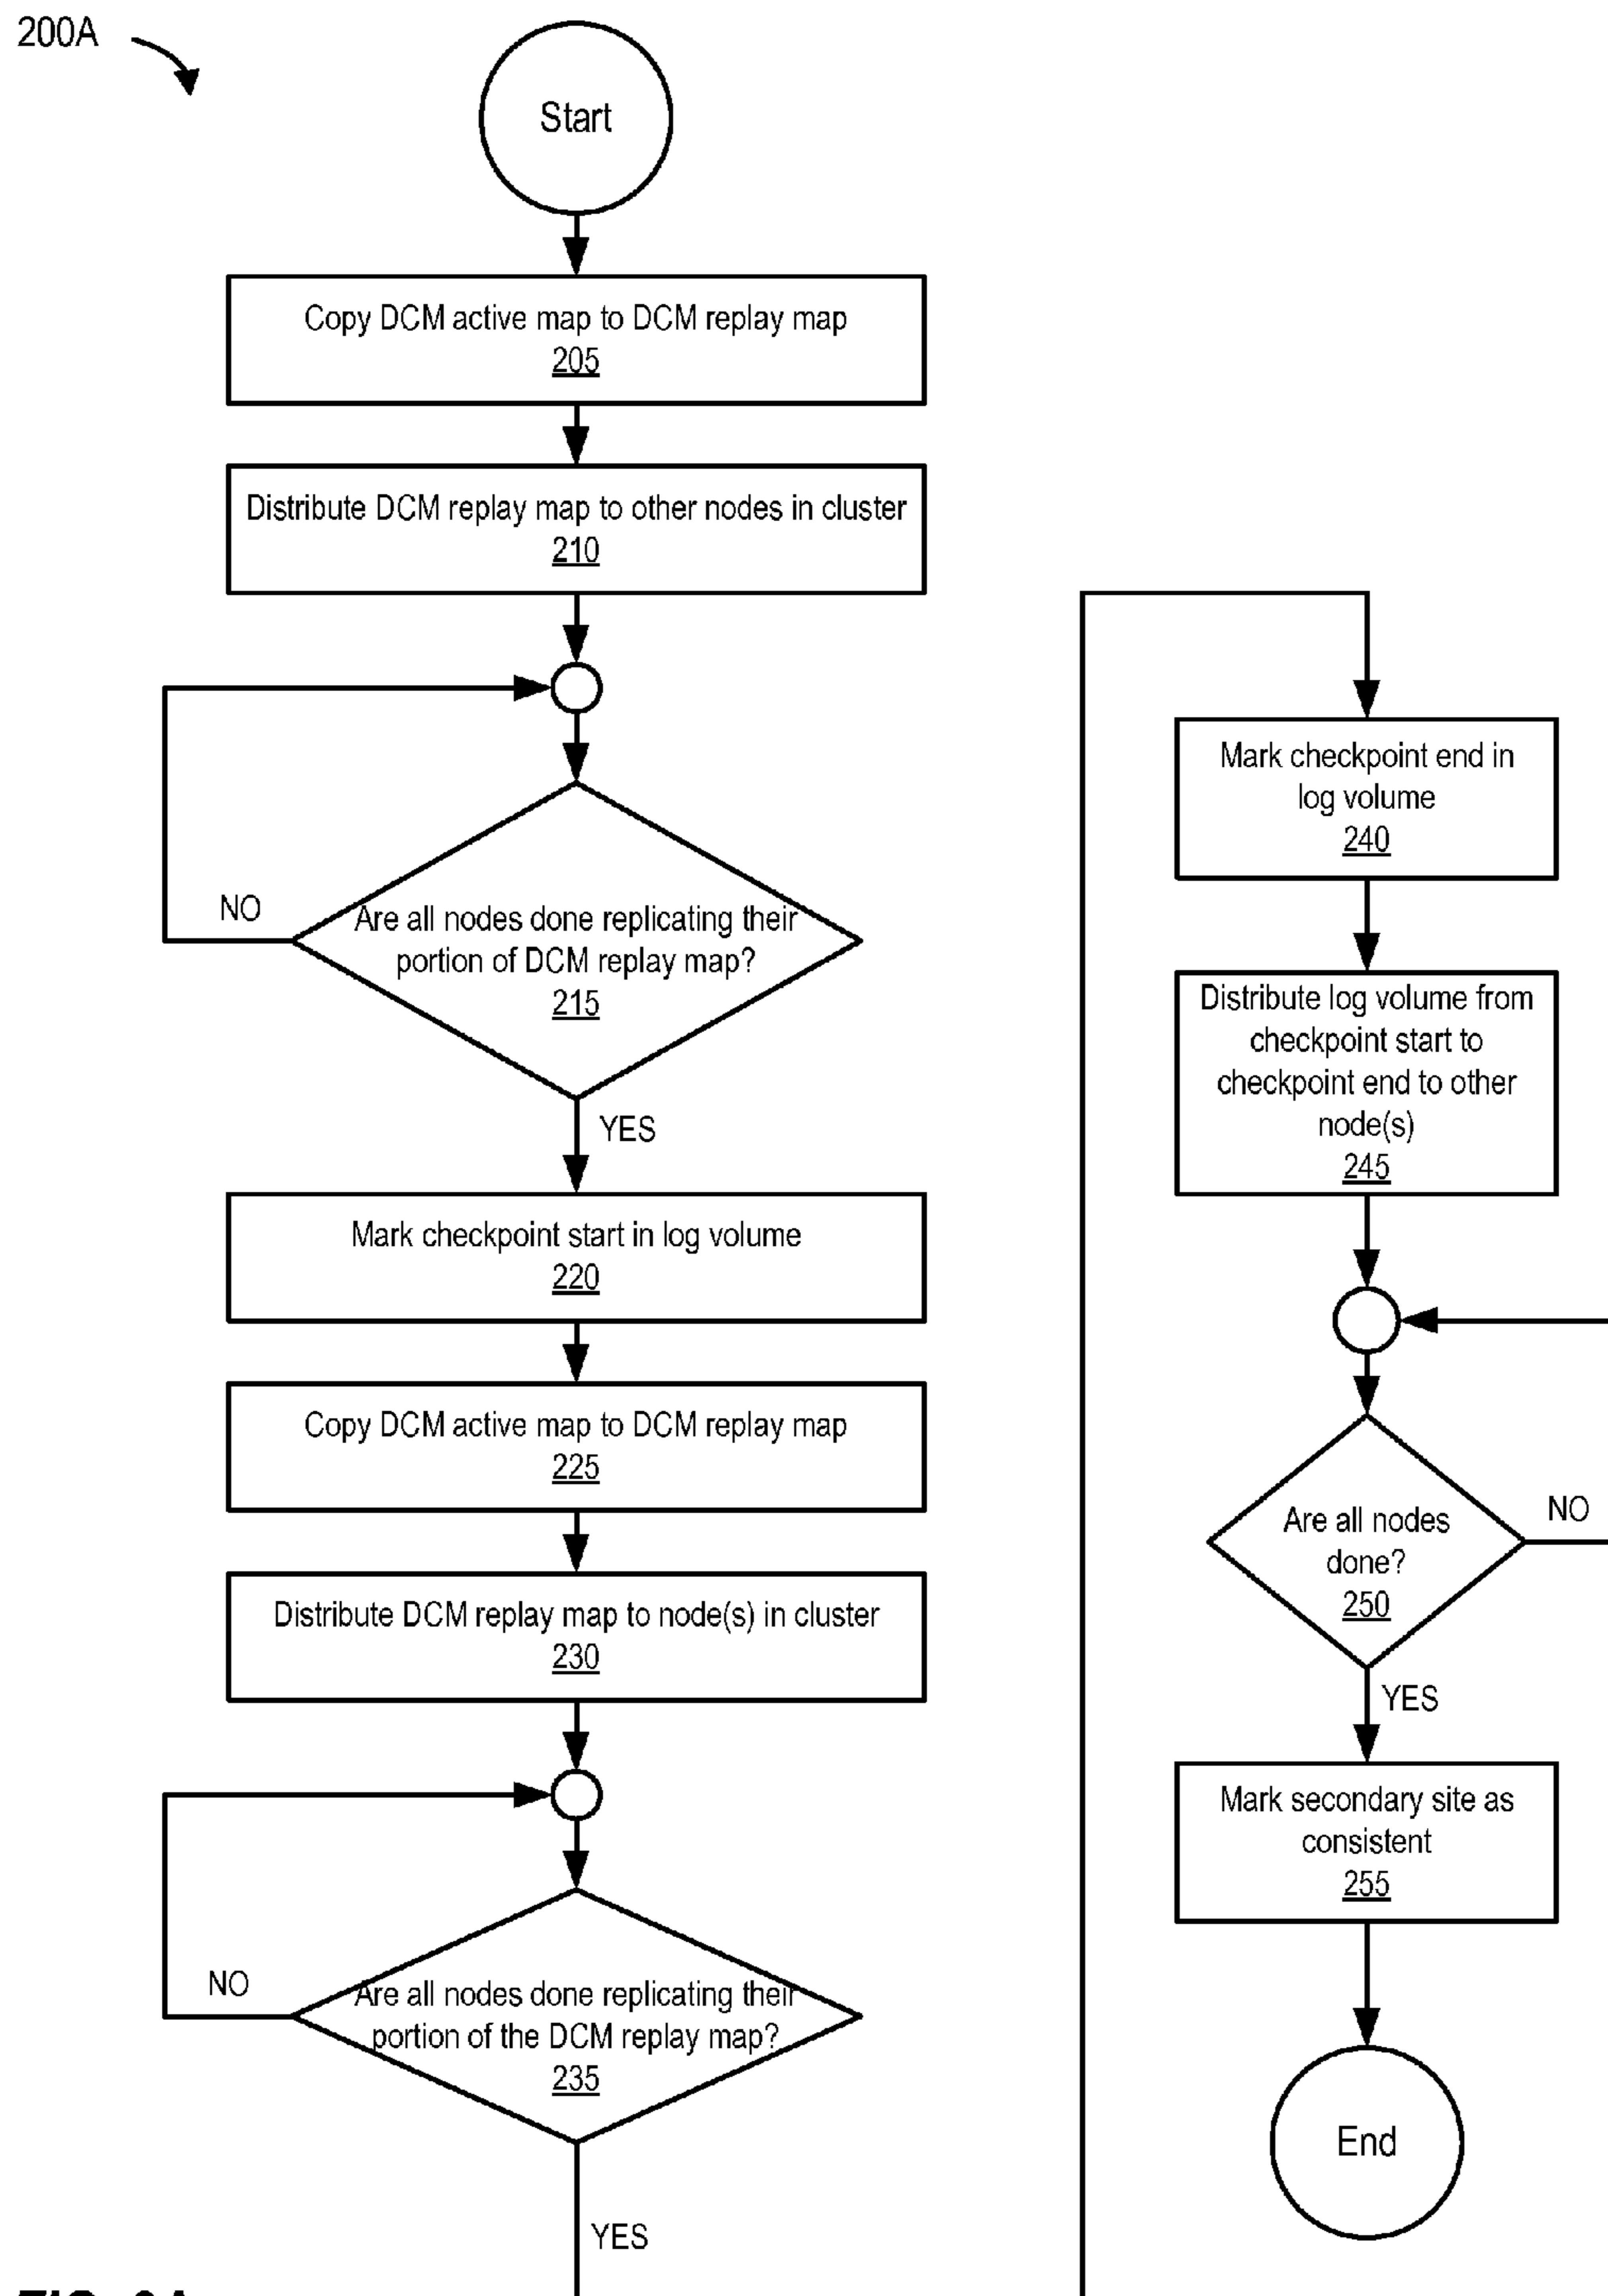 200A
Start
Copy DCM active map to DCM replay map
205
Distribute DCM replay map to other nodes in cluster
210
Are all nodes done replicating their
portion of DCM replay map?
215
NO
YES
Mark checkpoint start in log volume
220
Copy DCM active map to DCM replay map
225
Distribute DCM replay map to node(s) in cluster
230
Are all nodes done replicating their
portion of the DCM replay map?
235
NO
YES
Mark checkpoint end in
log volume
240
Distribute log volume from
checkpoint start to
checkpoint end to other
node(s)
245
Are all nodes
done?
250
NO
YES
Mark secondary site as
consistent
255
End